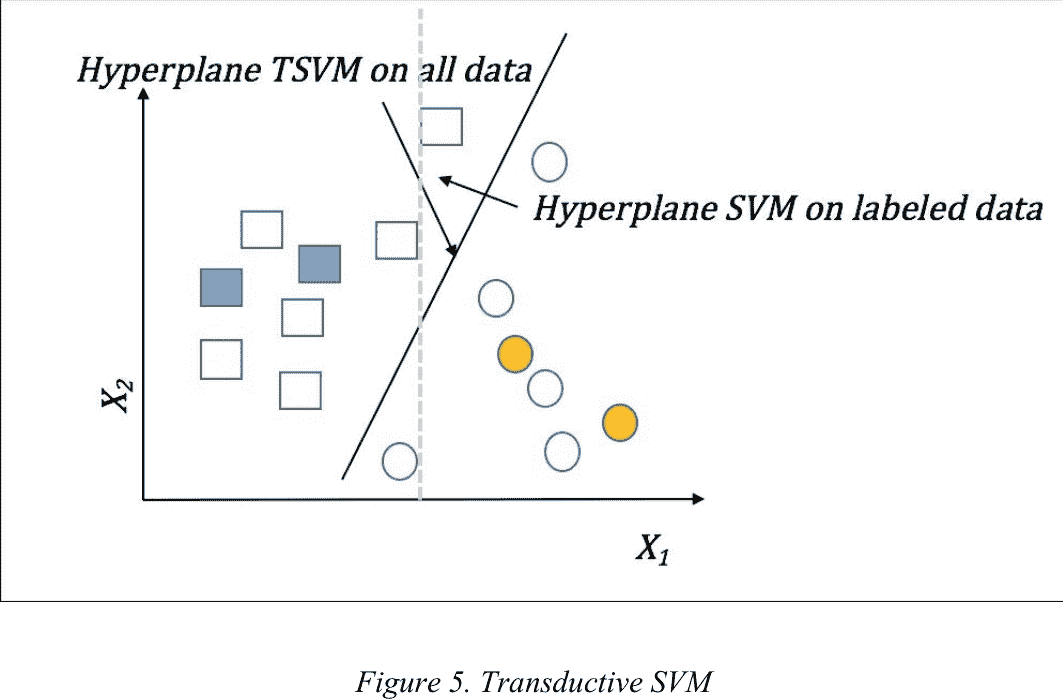 Hyperplane TSVM on all data
Hyperplane SVM on labeled data
X2
X1
Figure 5. Transductive SVM